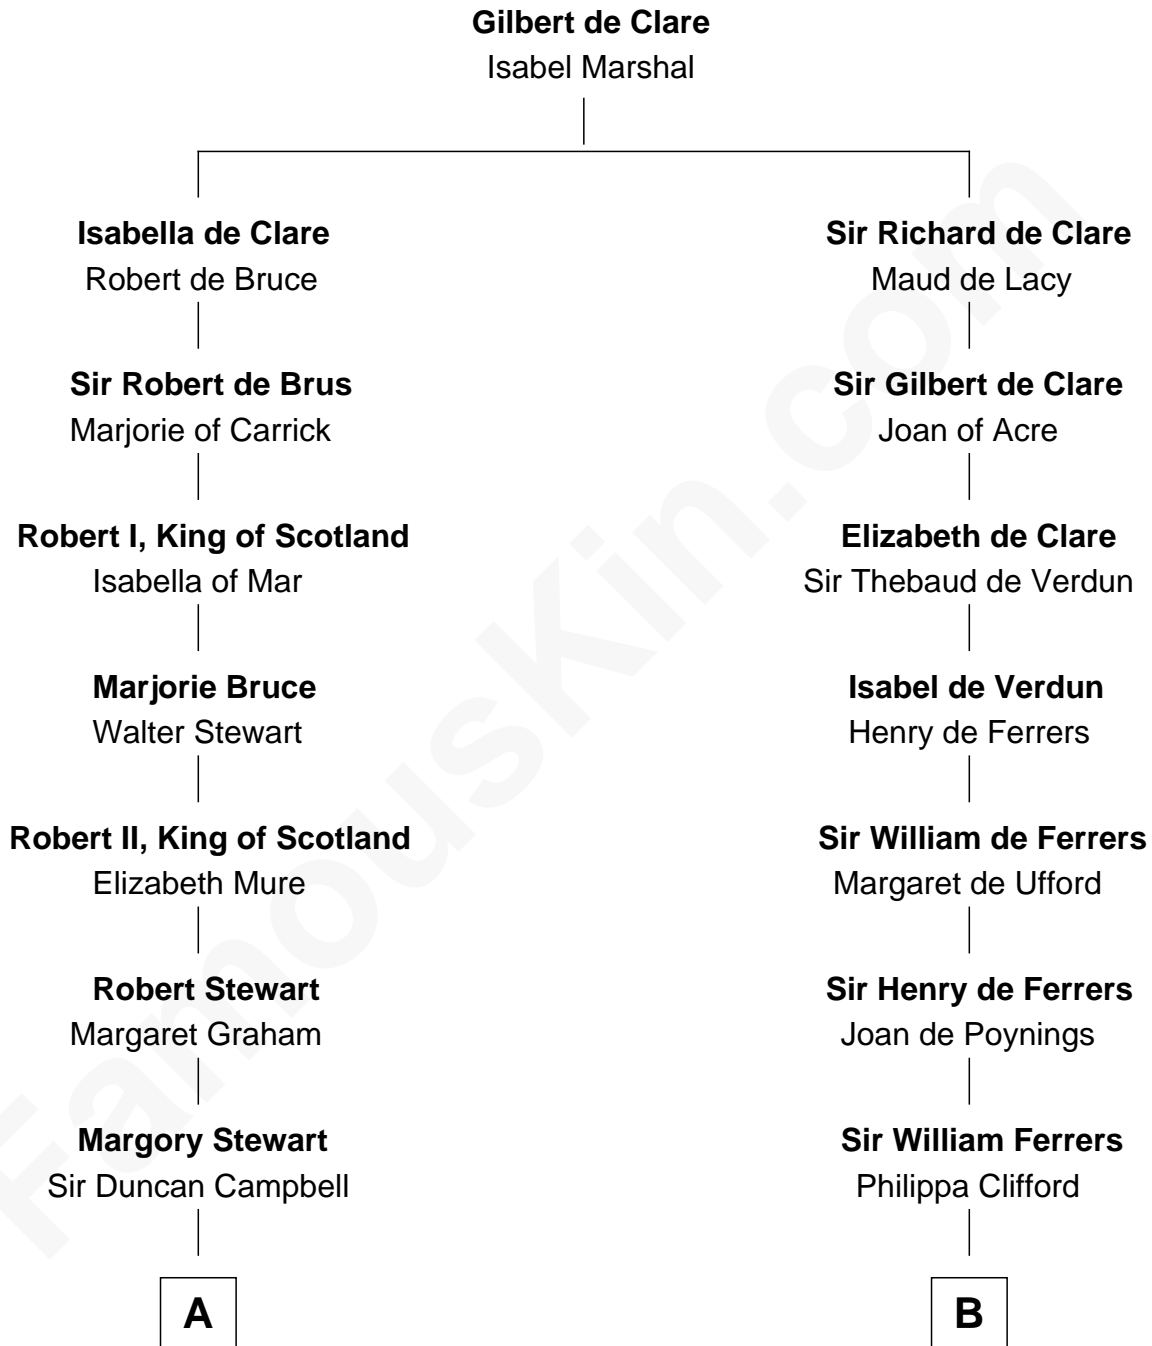 Gilbert de Clare
Isabel Marshal
Isabella de Clare
Robert de Bruce
Sir Richard de Clare
Maud de Lacy
Sir Robert de Brus
Marjorie of Carrick
Sir Gilbert de Clare
Joan of Acre
Robert I, King of Scotland
Isabella of Mar
Elizabeth de Clare
Sir Thebaud de Verdun
Marjorie Bruce
Walter Stewart
Isabel de Verdun
Henry de Ferrers
Robert II, King of Scotland
Elizabeth Mure
Sir William de Ferrers
Margaret de Ufford
Robert Stewart
Margaret Graham
Sir Henry de Ferrers
Joan de Poynings
Margory Stewart
Sir Duncan Campbell
Sir William Ferrers
Philippa Clifford
A
B
FamousKin.com